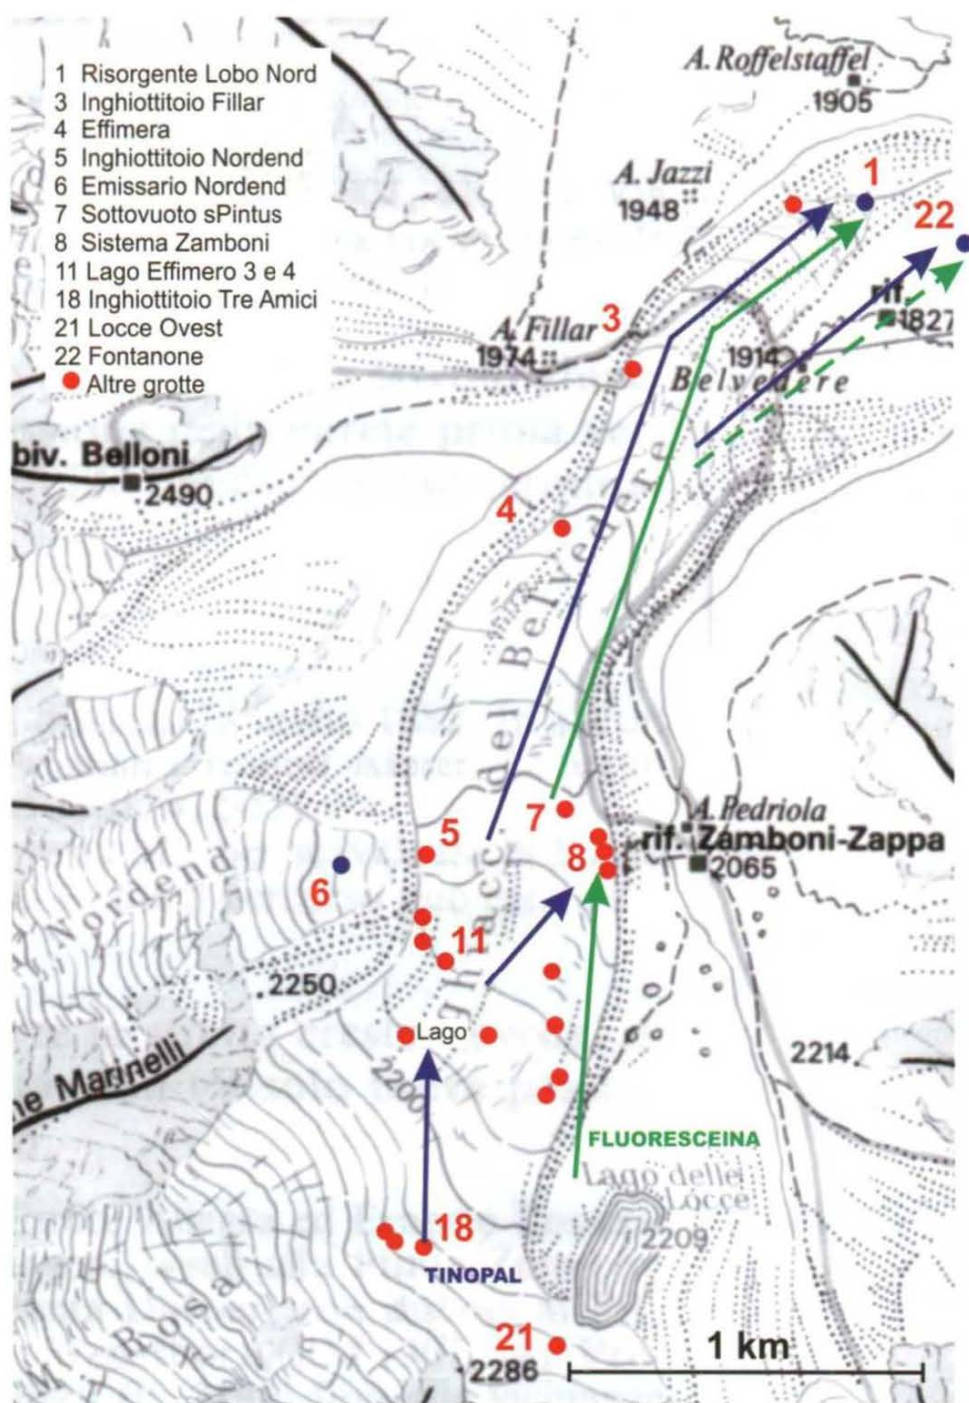 1 Risorgente Lobo Nord
3 Inghiottitoio Fillar
4 Effimera
5 Inghiottitoio Nordend
6 Emissario Nordend
7 Sottovuoto sPintus
8 Sistema Zamboni
11 Lago Effimero 3 e 4
18 Inghiottitoio Tre Amici
21 Locce Ovest
22 Fontanone
Altre grotte
A. Roffelstaffel
1905
A. Jazzi
1948
1
22
rif.
1827
3
A. Fillar
1974
1914
Belvedere
biv. Belloni
2490
4
Ghiacc. del Belvedere
7
A. Pedriola
5
rif. Zamboni-Zappa
8
2065
6
Nordend
11
.2250
Lago
2214
ne Marinelli
2200
FLUORESCEINA
Lago delle
Locce
18
2209
TINOPAL
M. Rosa
21
1 km
·2286